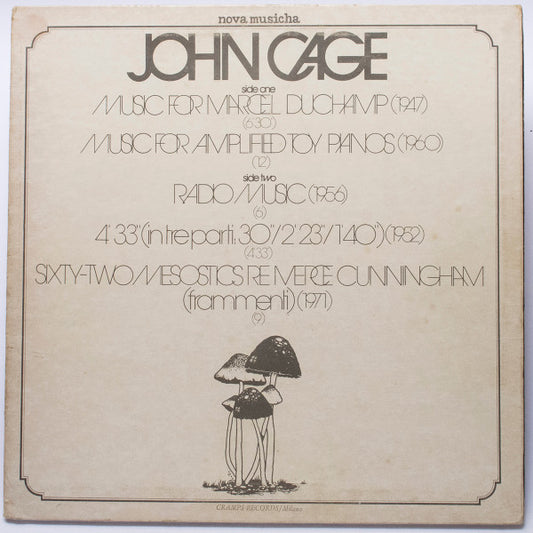 nova musicha
JOHN CAGE
side one
MUSIC FOR MARCEL DUCHAMP (1947)
(6'30")
MUSIC FOR AMPLIFIED TOY PIANOS (1960)
(12')
side two
RADIO MUSIC (1956)
(6')
4'33" (in tre parti: 30"/2'23"/1'40") (1952)
(4'33")
SIXTY-TWO MESOSTICS RE MERCE CUNNINGHAM
(frammenti) (1971)
(9')
CRAMPS RECORDS/Milano